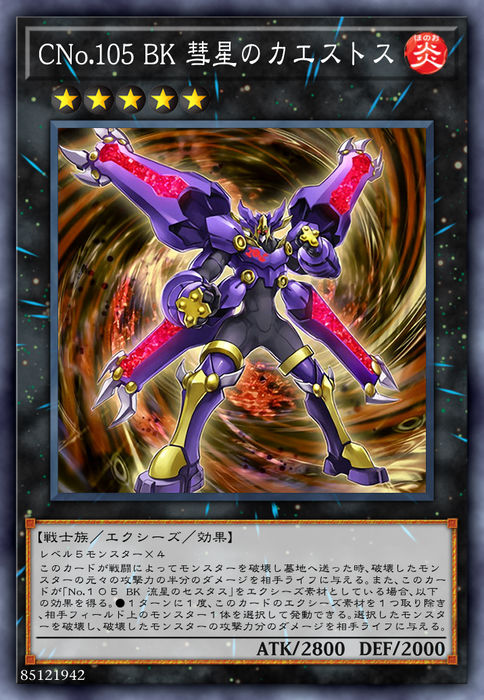 CNo.105 BK 彗星のカエストス
ほのお
炎
【戦士族／エクシーズ／効果】
レベル５モンスター×４
このカードが戦闘によってモンスターを破壊し墓地へ送った時、破壊したモン
スターの元々の攻撃力の半分のダメージを相手ライフに与える。また、このカー
ドが「No.１０５ BK 流星のセスタス」をエクシーズ素材としている場合、以下
の効果を得る。●１ターンに１度、このカードのエクシーズ素材を１つ取り除き
、相手フィールド上のモンスター１体を選択して発動できる。選択したモンスタ
ーを破壊し、破壊したモンスターの攻撃力分のダメージを相手ライフに与える。
ATK/2800 DEF/2000
85121942